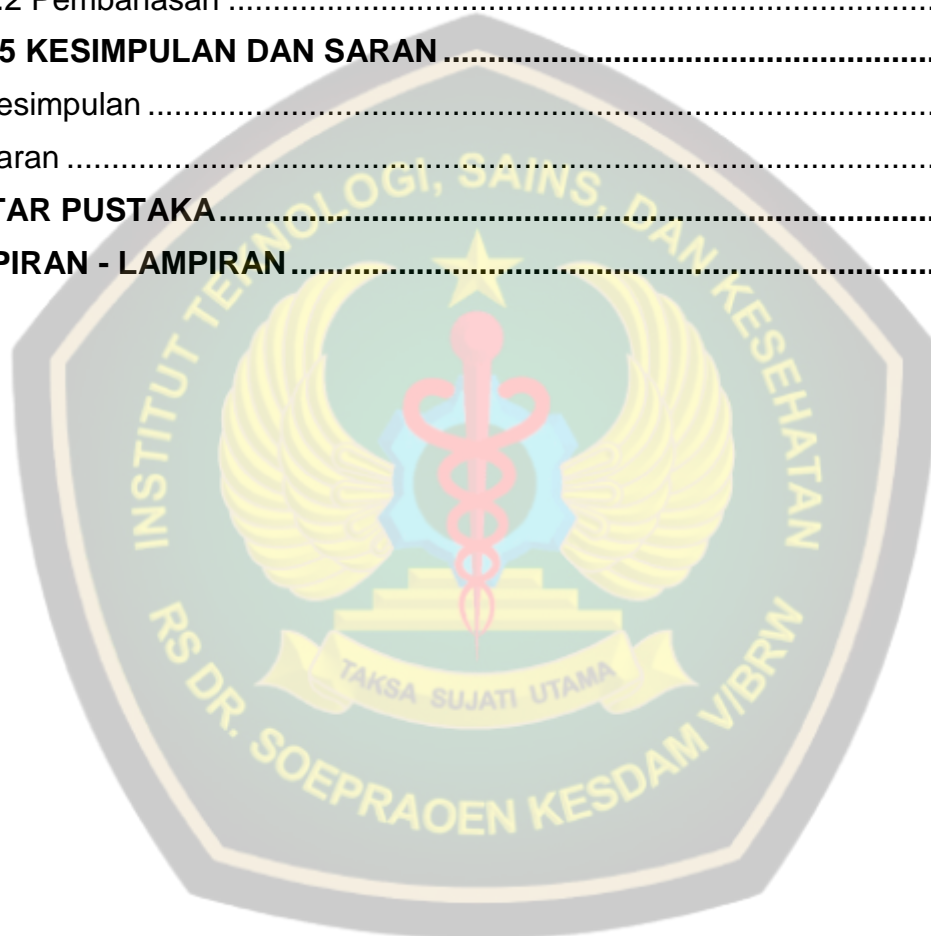 .2 Pembahasan ........................................................................................
5 KESIMPULAN DAN SARAN ..........................................................
esimpulan ................................................................................................
aran .........................................................................................................
TAR PUSTAKA ......................................................................................
PIRAN - LAMPIRAN ..............................................................................
INSTITUT TEKNOLOGI, SAINS, DAN KESEHATAN
TAKSA SUJATI UTAMA
RS DR. SOEPRAOEN KESDAM V/BRW